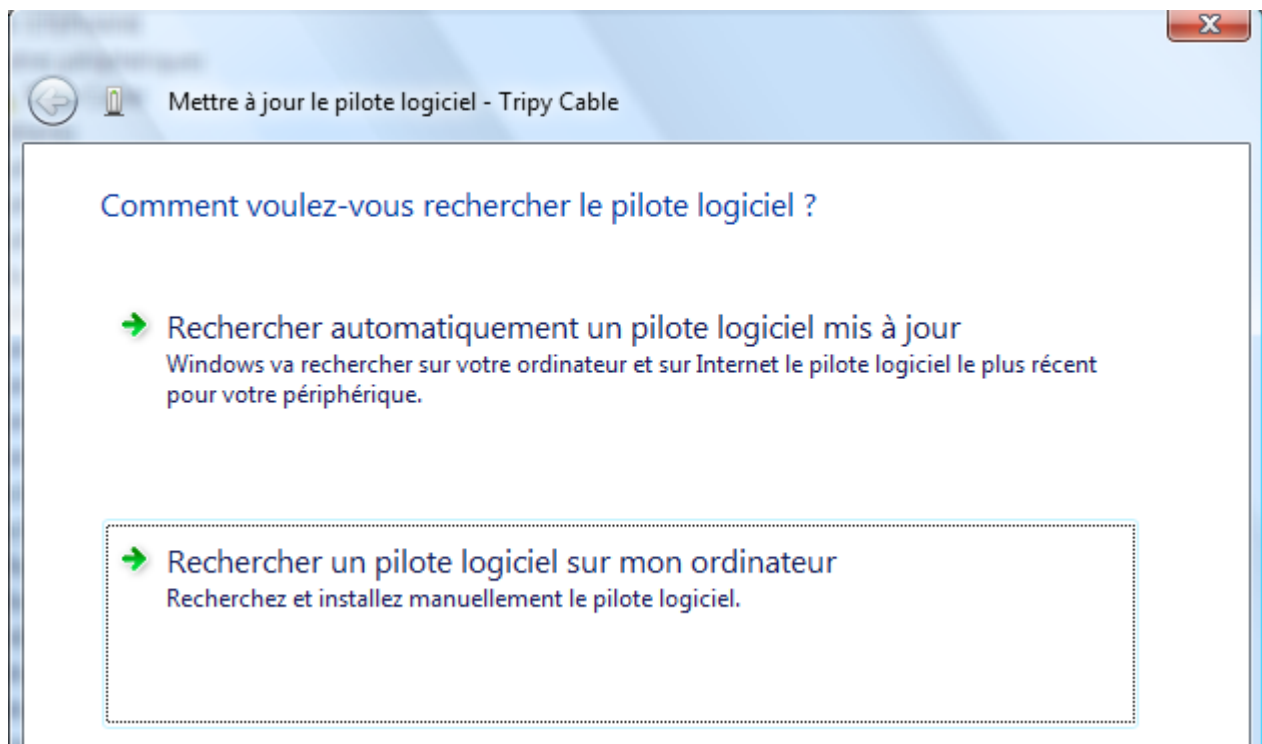 Mettre à jour le pilote logiciel - Tripy Cable
Comment voulez-vous rechercher le pilote logiciel ?
Rechercher automatiquement un pilote logiciel mis à jour
Windows va rechercher sur votre ordinateur et sur Internet le pilote logiciel le plus récent
pour votre périphérique.
Rechercher un pilote logiciel sur mon ordinateur
Recherchez et installez manuellement le pilote logiciel.